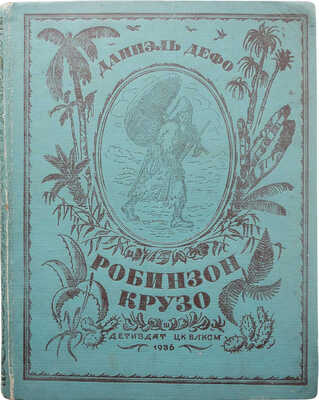 ДАНИЭЛЬ ДЕФО
РОБИНЗОН
КРУЗО
ДЕТИЗДАТ ЦК ВЛКСМ
1936